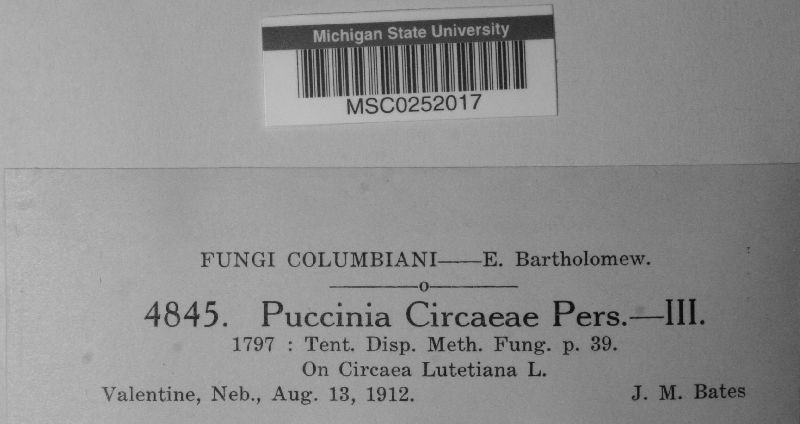 Michigan State University
MSC0252017
FUNGI COLUMBIANI——E. Bartholomew.
o
4845. Puccinia Circaeae Pers.—III.
1797 : Tent. Disp. Meth. Fung. p. 39.
On Circaea Lutetiana L.
Valentine, Neb., Aug. 13, 1912. J. M. Bates